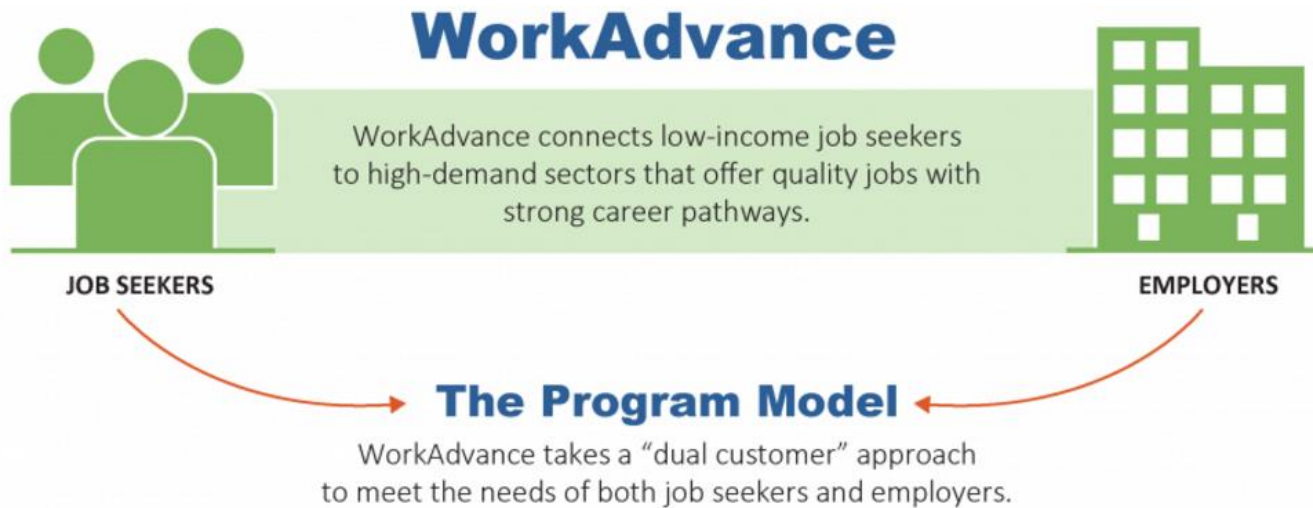 WorkAdvance
WorkAdvance connects low-income job seekers
to high-demand sectors that offer quality jobs with
strong career pathways.
JOB SEEKERS
EMPLOYERS
The Program Model
WorkAdvance takes a “dual customer” approach
to meet the needs of both job seekers and employers.